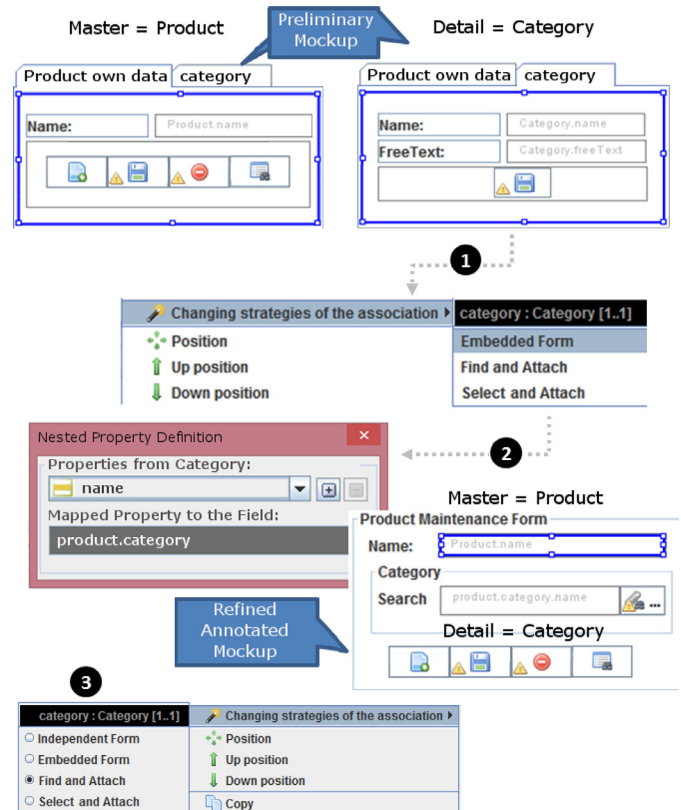 Master = Product
Preliminary
Mockup
Detail = Category
Product own data category
Name: Product.name
Product own data category
Name: Category.name
FreeText: Category.freeText
1
Changing strategies of the association
Position
Up position
Down position
category : Category [1..1]
Embedded Form
Find and Attach
Select and Attach
2
Nested Property Definition
Properties from Category:
name
Mapped Property to the Field:
product.category
Master = Product
Product Maintenance Form
Name: Product.name
Category
Search product.category.name ...
Detail = Category
Refined
Annotated
Mockup
3
category : Category [1..1]
Independent Form
Embedded Form
Find and Attach
Select and Attach
Changing strategies of the association
Position
Up position
Down position
Copy